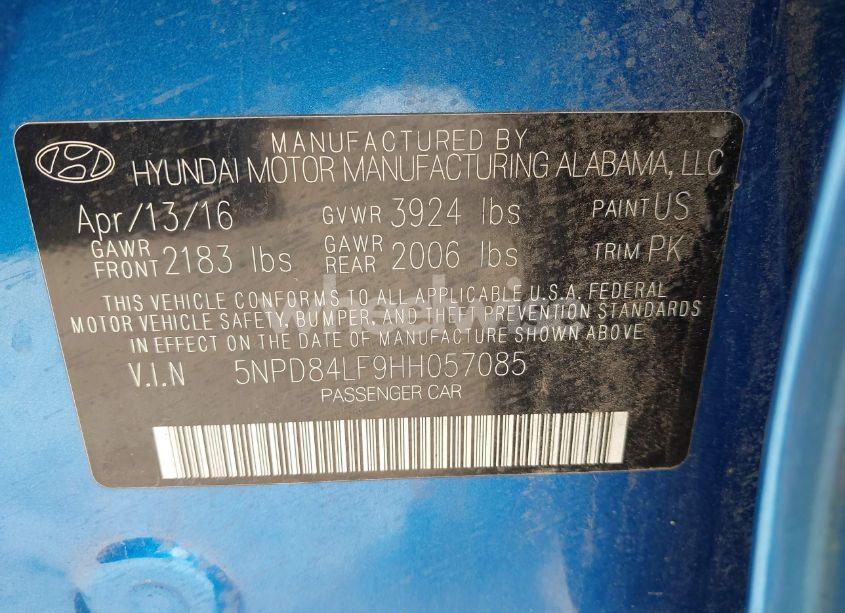 MANUFACTURED BY
HYUNDAI MOTOR MANUFACTURING ALABAMA, LLC
Apr/13/16 GVWR 3924 lbs PAINT US
GAWR FRONT 2183 lbs GAWR REAR 2006 lbs TRIM PK
THIS VEHICLE CONFORMS TO ALL APPLICABLE U.S.A. FEDERAL
MOTOR VEHICLE SAFETY, BUMPER, AND THEFT PREVENTION STANDARDS
IN EFFECT ON THE DATE OF MANUFACTURE SHOWN ABOVE
V.I.N 5NPD84LF9HH057085
PASSENGER CAR